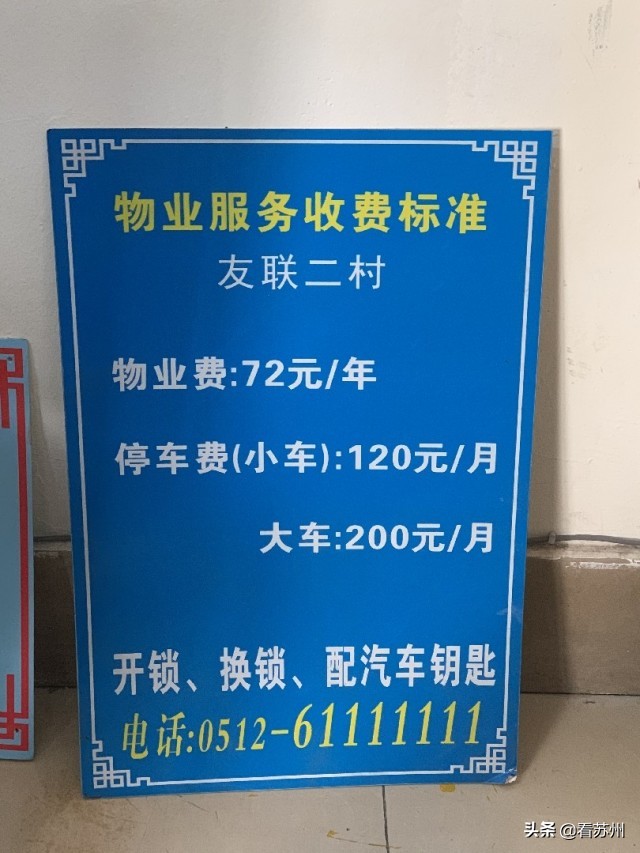 物业服务收费标准
友联二村
物业费:72元/年
停车费(小车):120元/月
大车:200元/月
开锁、换锁、配汽车钥匙
电话:0512-61111111
头条 @看苏州